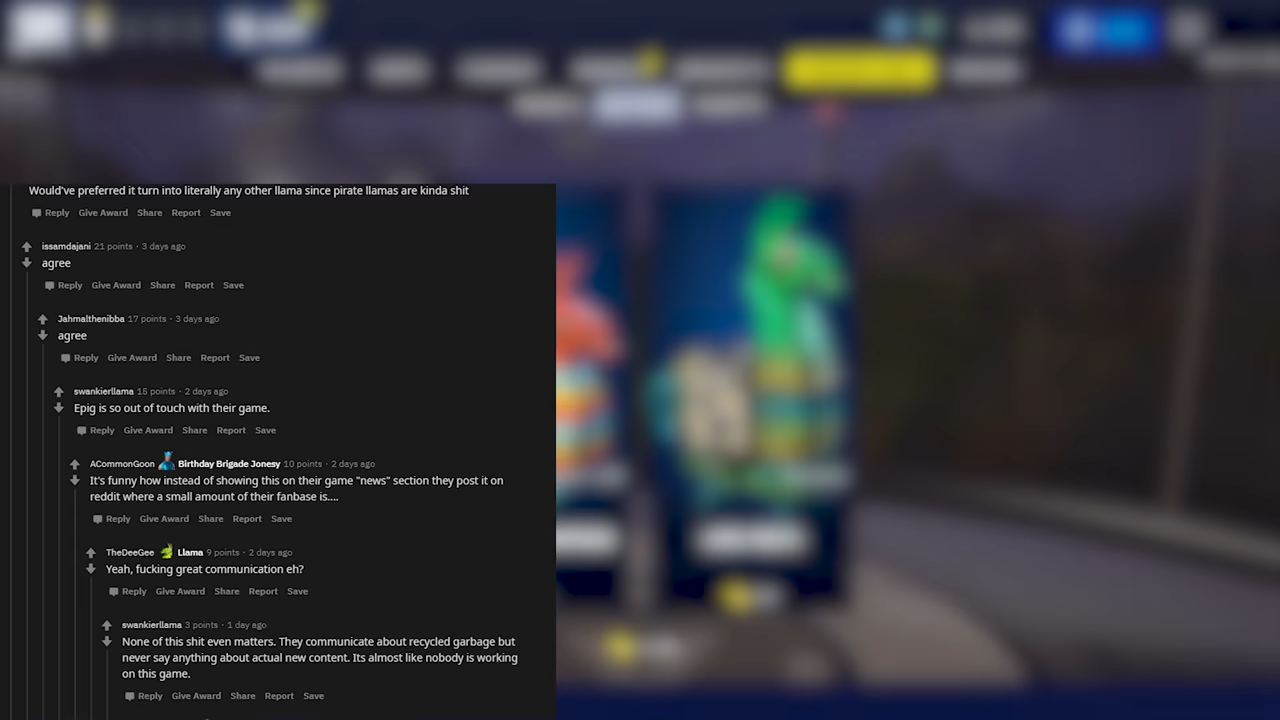 Would've preferred it turn into literally any other llama since pirate llamas are kinda shit
Reply Give Award Share Report Save
issamdajani 21 points · 3 days ago
agree
Reply Give Award Share Report Save
Jahmalthenibba 17 points · 3 days ago
agree
Reply Give Award Share Report Save
swankierllama 15 points · 2 days ago
Epig is so out of touch with their game.
Reply Give Award Share Report Save
ACommonGoon Birthday Brigade Jonesy 10 points · 2 days ago
It's funny how instead of showing this on their game "news" section they post it on
reddit where a small amount of their fanbase is....
Reply Give Award Share Report Save
TheDeeGee Llama 9 points · 2 days ago
Yeah, fucking great communication eh?
Reply Give Award Share Report Save
swankierllama 3 points · 1 day ago
None of this shit even matters. They communicate about recycled garbage but
never say anything about actual new content. Its almost like nobody is working
on this game.
Reply Give Award Share Report Save